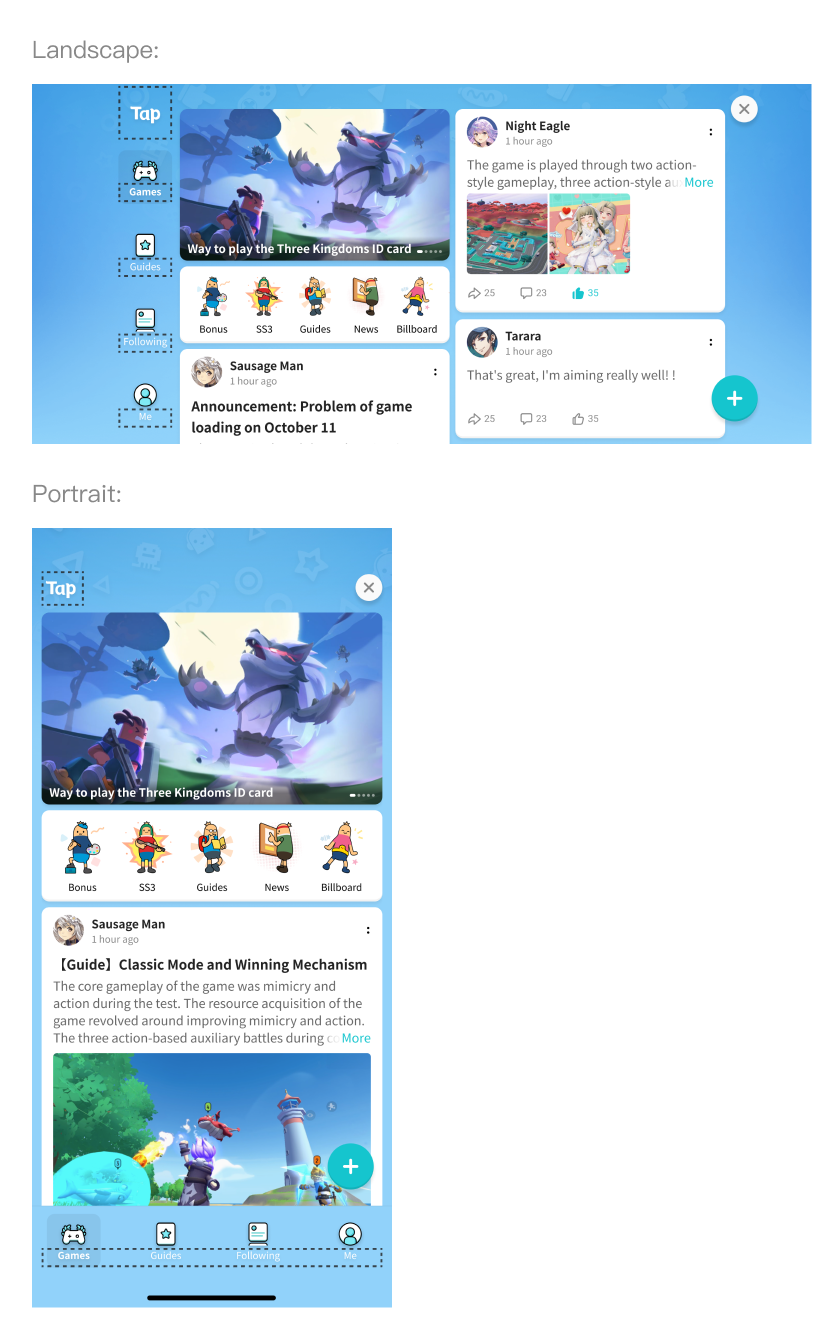 Landscape:
Tap
Games
Guides
Following
Me
Way to play the Three Kingdoms ID card
Bonus
SS3
Guides
News
Billboard
Sausage Man
1 hour ago
Announcement: Problem of game
loading on October 11
Night Eagle
1 hour ago
The game is played through two action-
style gameplay, three action-style au More
25
23
35
Tarara
1 hour ago
That's great, I'm aiming really well! !
25
23
35
Portrait:
Tap
Way to play the Three Kingdoms ID card
Bonus
SS3
Guides
News
Billboard
Sausage Man
1 hour ago
【Guide】Classic Mode and Winning Mechanism
The core gameplay of the game was mimicry and
action during the test. The resource acquisition of the
game revolved around improving mimicry and action.
The three action-based auxiliary battles during co More
Games
Guides
Following
Me